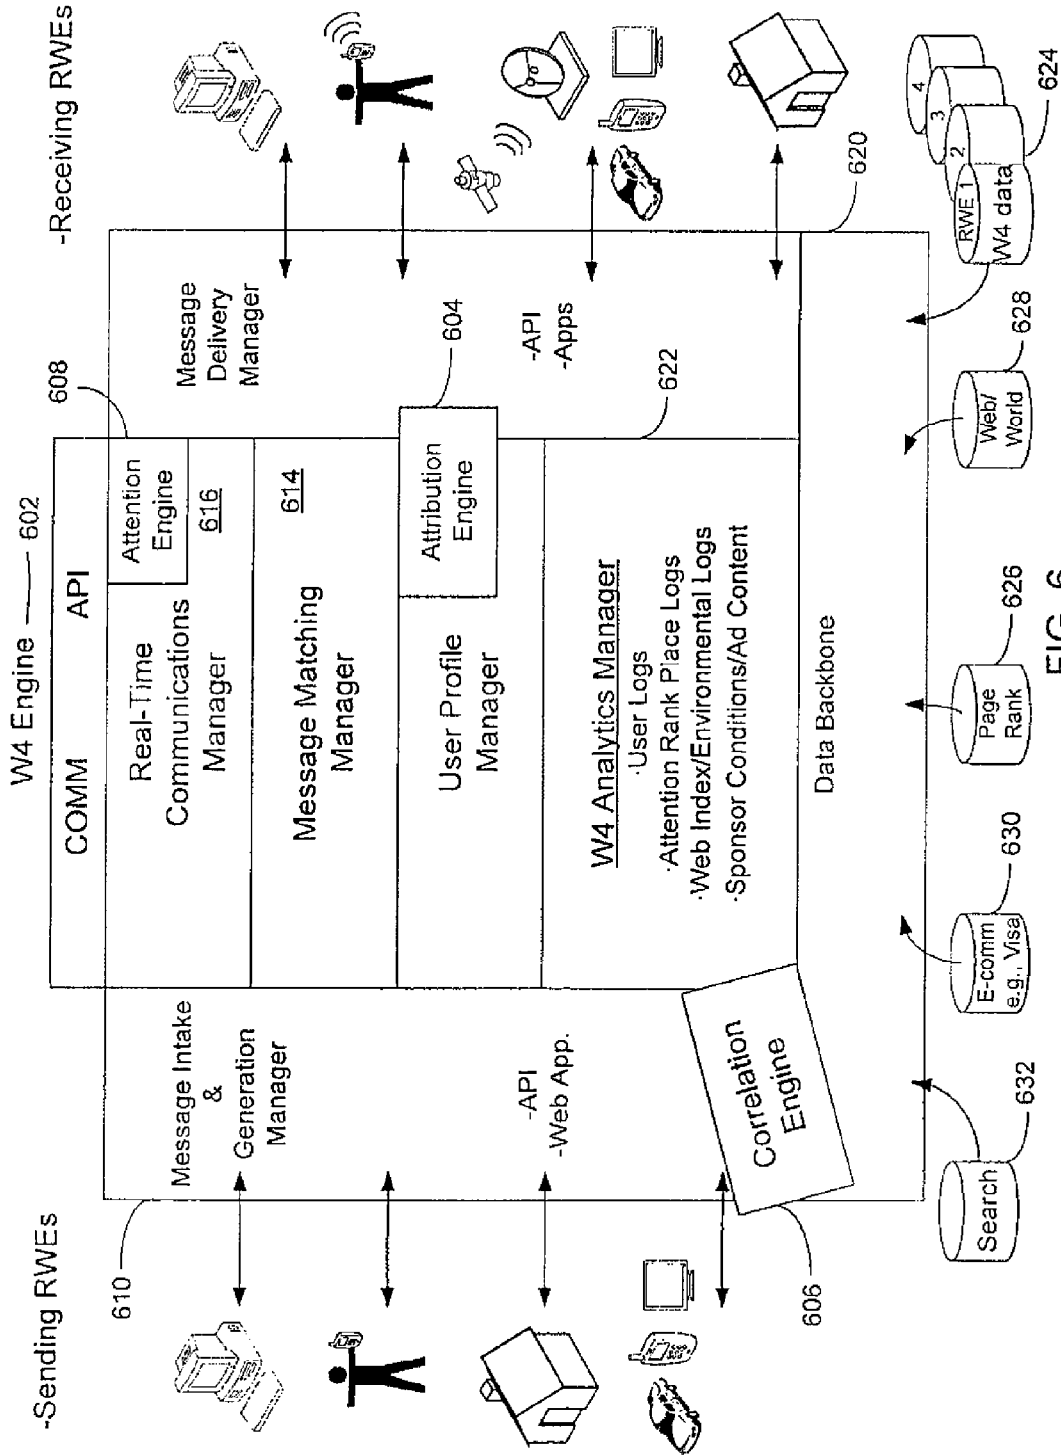 W4 Engine 602
-Sending RWEs
-Receiving RWEs
COMM API
610
608
Message Intake
&
Generation
Manager
-API
-Web App.
Real-Time
Communications
Manager
Attention
Engine
616
Message Matching
Manager
614
User Profile
Manager
Attribution
Engine
604
W4 Analytics Manager
·User Logs
·Attention Rank Place Logs
·Web Index/Environmental Logs
·Sponsor Conditions/Ad Content
622
Message
Delivery
Manager
-API
-Apps
620
Correlation
Engine
606
Data Backbone
Search
632
E-comm
e.g., Visa
630
Page
Rank
626
Web/
World
628
RWE 1
2
3
4
W4 data
624
FIG. 6